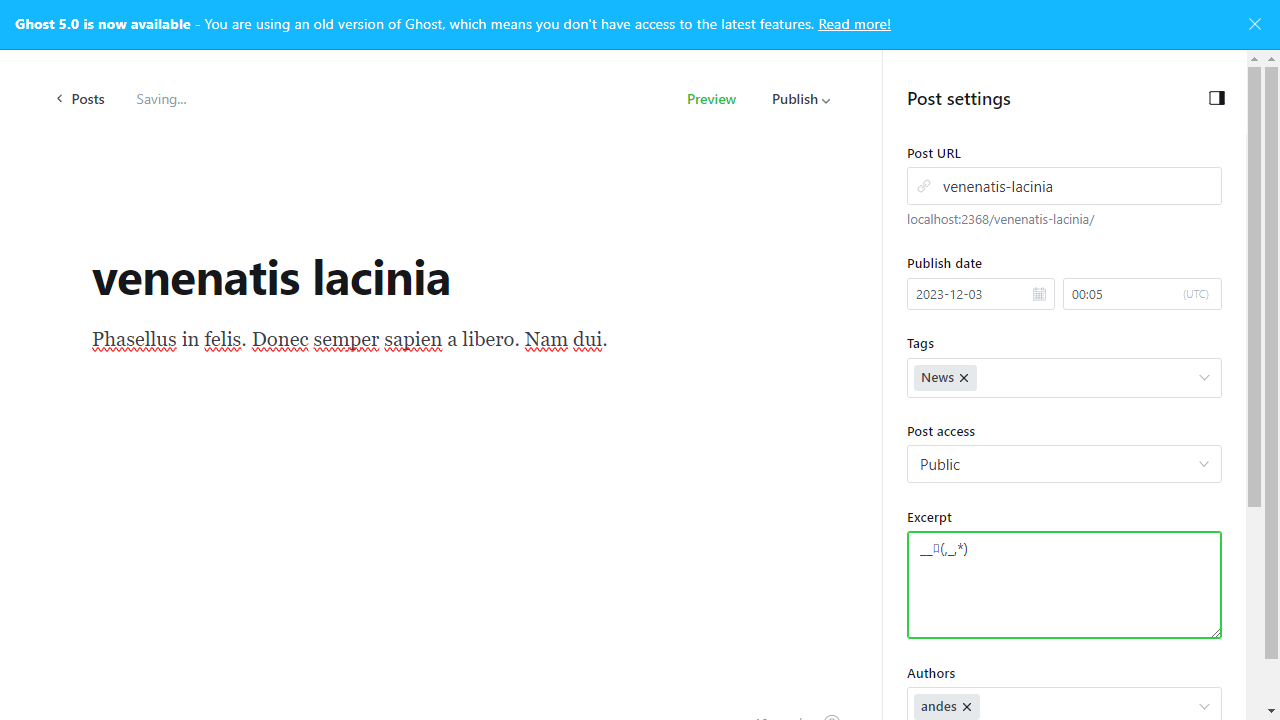 Ghost 5.0 is now available - You are using an old version of Ghost, which means you don't have access to the latest features. Read more!
Posts
Saving...
Preview
Publish
venenatis lacinia
Phasellus in felis. Donec semper sapien a libero. Nam dui.
Post settings
Post URL
venenatis-lacinia
localhost:2368/venenatis-lacinia/
Publish date
2023-12-03
00:05
(UTC)
Tags
News
Post access
Public
Excerpt
__ロ(,_,*)
Authors
andes